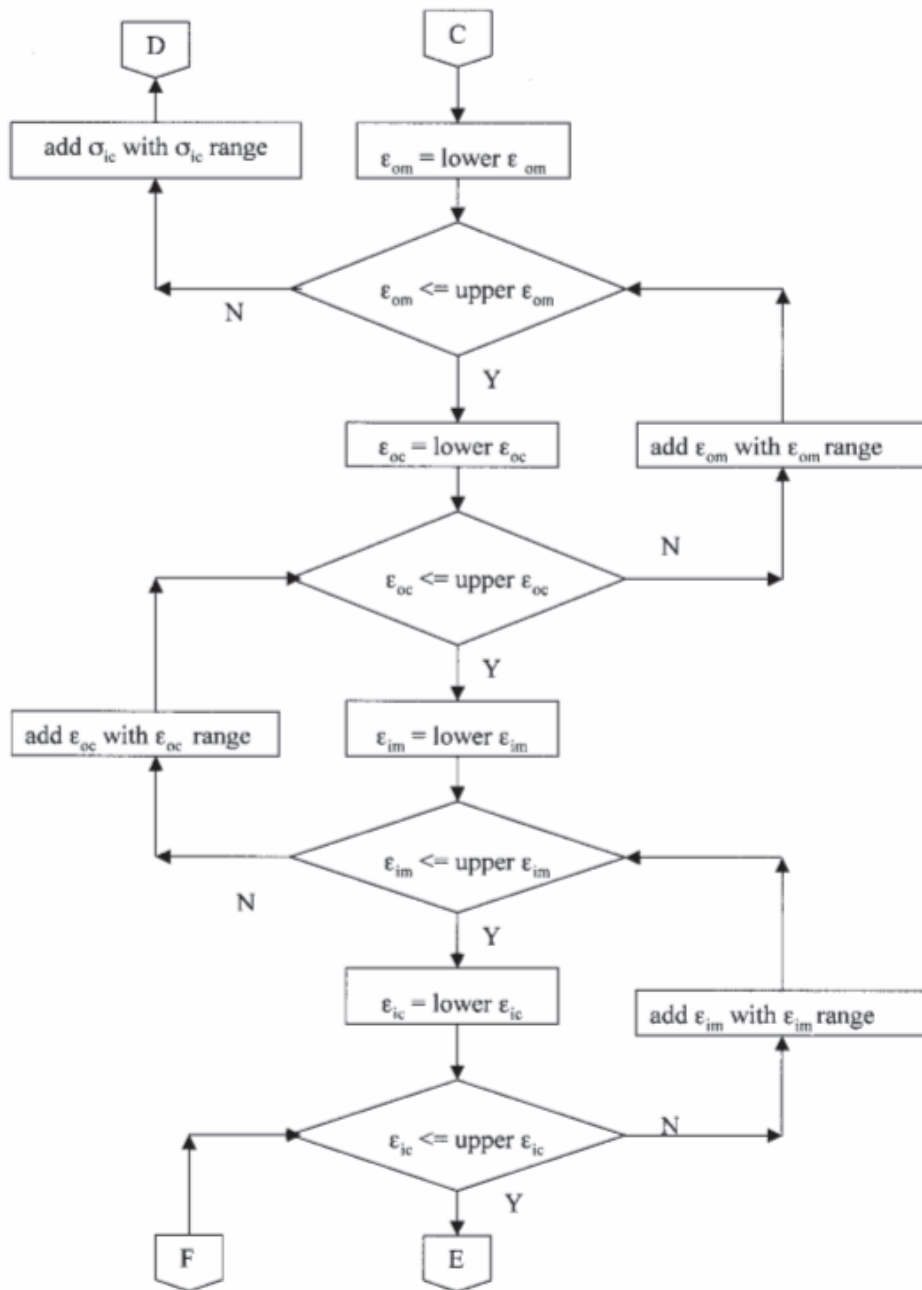 D
C
add σic with σic range
εom = lower εom
εom <= upper εom
N
Y
εoc = lower εoc
add εom with εom range
N
εoc <= upper εoc
Y
add εoc with εoc range
εim = lower εim
εim <= upper εim
N
Y
εic = lower εic
add εim with εim range
εic <= upper εic
N
Y
F
E